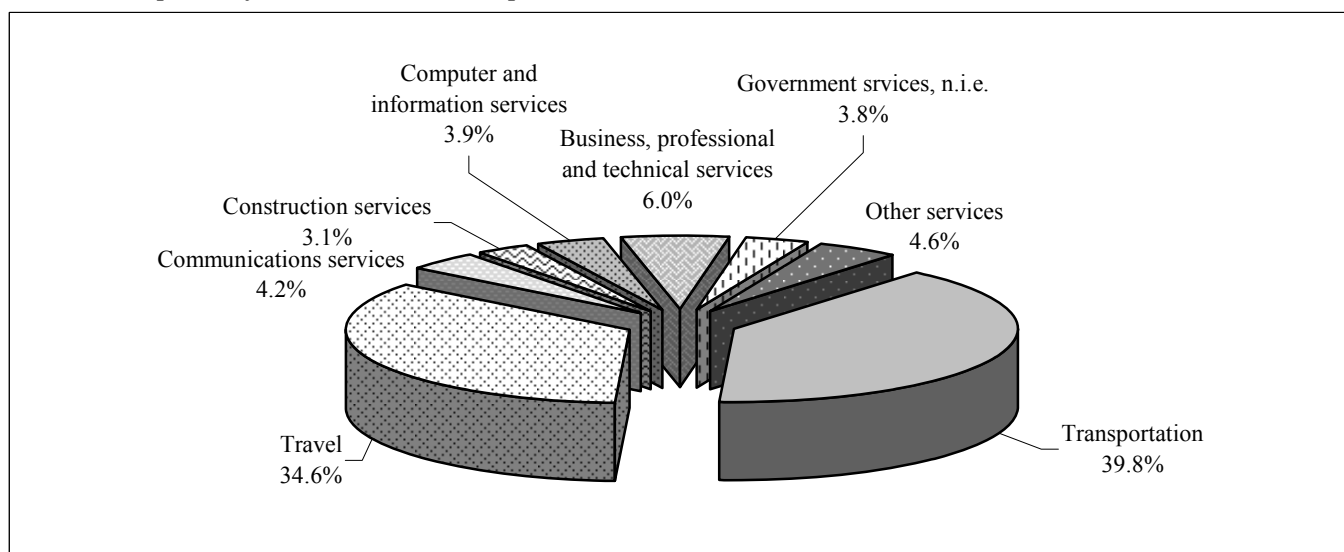 Computer and
information services
3.9%
Government srvices, n.i.e.
3.8%
Business, professional
and technical services
6.0%
Construction services
3.1%
Other services
4.6%
Communications services
4.2%
Travel
34.6%
Transportation
39.8%